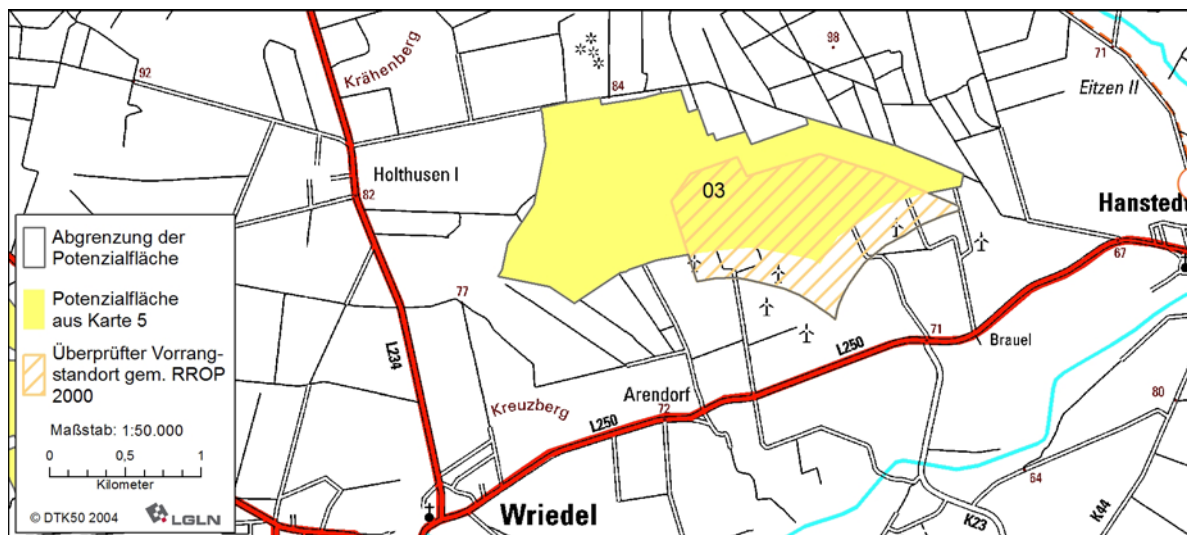 98
71
92
Krähenberg
84
Eitzen II
Holthusen I
03
82
Hanstedt
67
77
71
Brauel
L234
L250
Arendorf
80
72
Kreuzberg
L250
64
Wriedel
K23
K44
Abgrenzung der
Potenzialfläche
Potenzialfläche
aus Karte 5
Überprüfter Vorrang-
standort gem. RROP
2000
Maßstab: 1:50.000
0 0,5 1
Kilometer
© DTK50 2004
LGLN